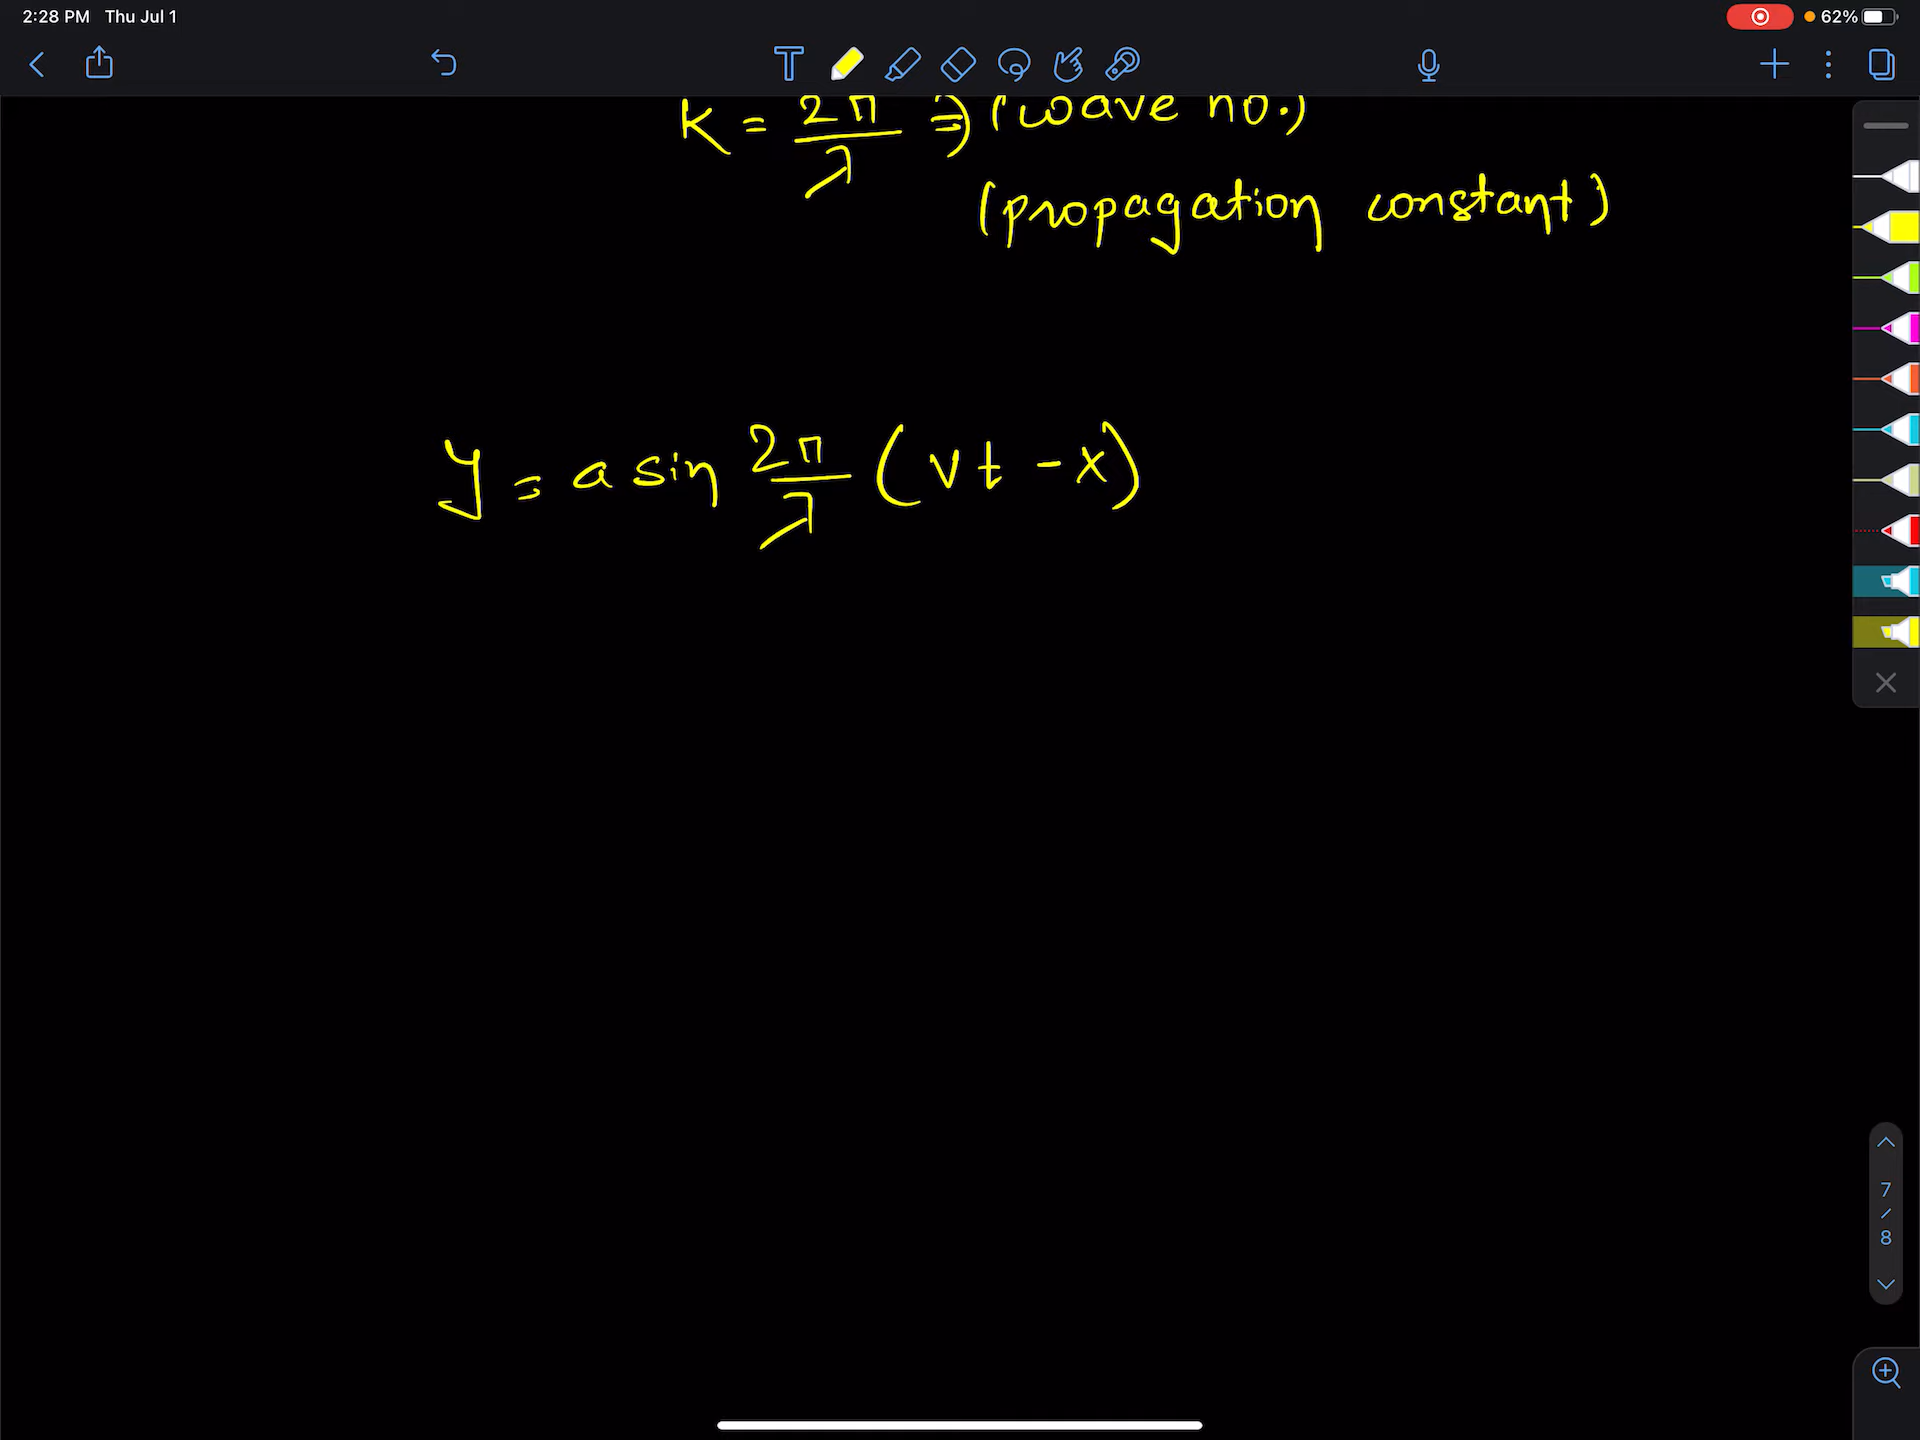 2:28 PM Thu Jul 1
62%
K = 2π/λ ⇒ (wave no.)
(propagation constant)
y = a sin 2π/λ (vt - x)
7
/
8